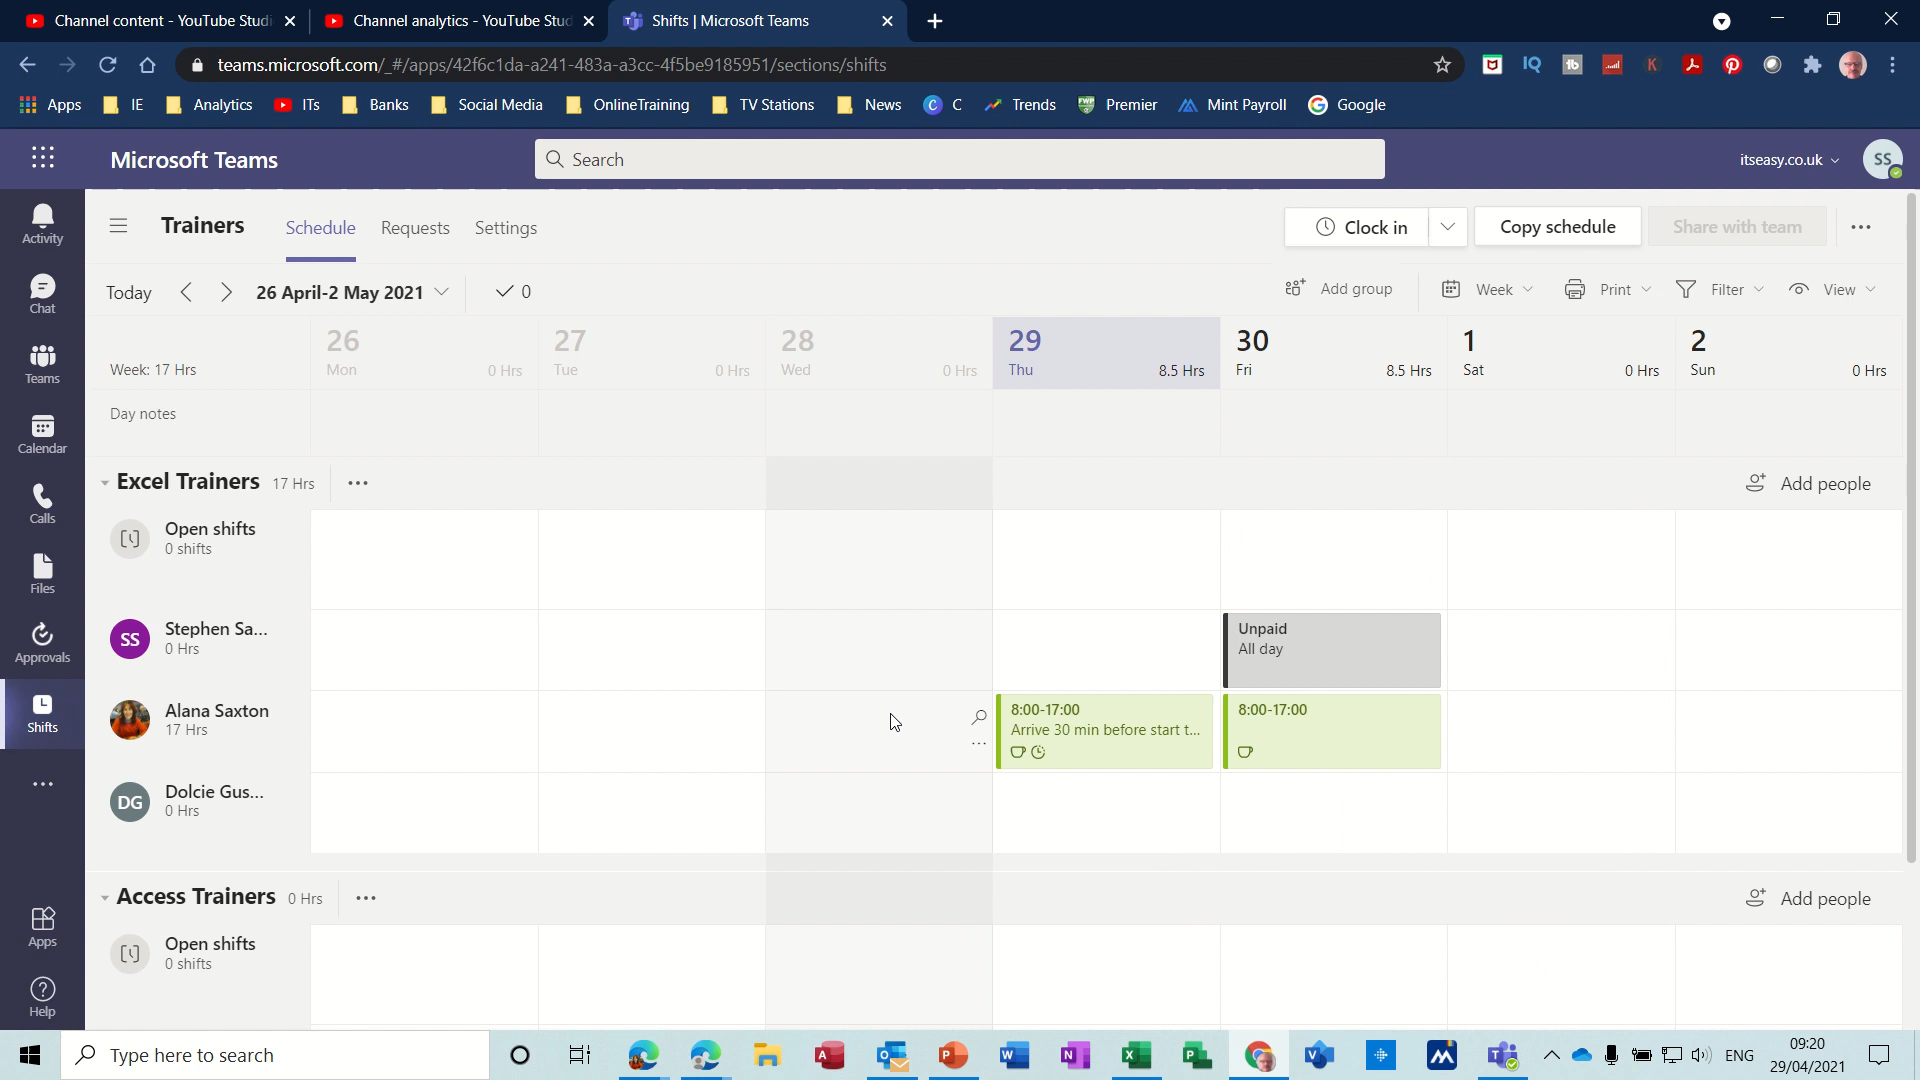 Channel content - YouTube Studi
Channel analytics - YouTube Stud
Shifts | Microsoft Teams
teams.microsoft.com/_#/apps/42f6c1da-a241-483a-a3cc-4f5be9185951/sections/shifts
Apps
IE
Analytics
ITs
Banks
Social Media
OnlineTraining
TV Stations
News
C
Trends
Premier
Mint Payroll
Google
Microsoft Teams
Search
itseasy.co.uk
SS
Activity
Chat
Teams
Calendar
Calls
Files
Approvals
Shifts
Apps
Help
Trainers
Schedule
Requests
Settings
Clock in
Copy schedule
Share with team
Today
26 April-2 May 2021
0
Add group
Week
Print
Filter
View
Week: 17 Hrs
26
Mon
0 Hrs
27
Tue
0 Hrs
28
Wed
0 Hrs
29
Thu
8.5 Hrs
30
Fri
8.5 Hrs
1
Sat
0 Hrs
2
Sun
0 Hrs
Day notes
Excel Trainers 17 Hrs
Add people
Open shifts
0 shifts
SS
Stephen Sa...
0 Hrs
Unpaid
All day
Alana Saxton
17 Hrs
8:00-17:00
Arrive 30 min before start t...
8:00-17:00
DG
Dolcie Gus...
0 Hrs
Access Trainers 0 Hrs
Add people
Open shifts
0 shifts
Type here to search
ENG
09:20
29/04/2021